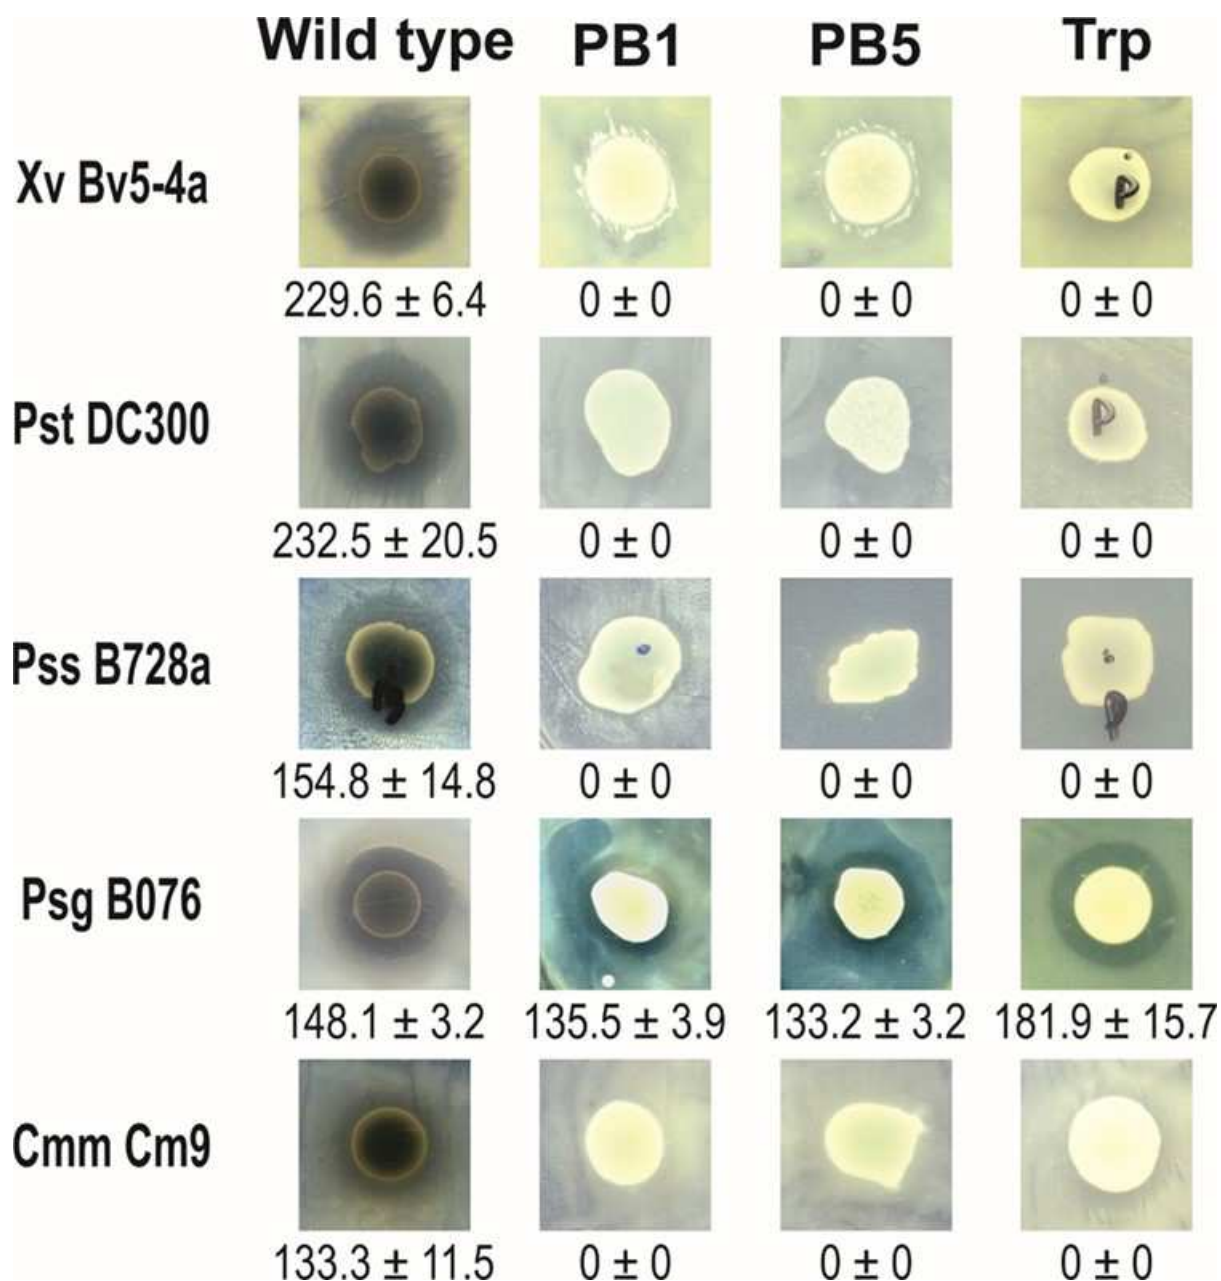 Wild type PB1 PB5 Trp
Xv Bv5-4a
P
229.6 ± 6.4 0 ± 0 0 ± 0 0 ± 0
Pst DC300
P
232.5 ± 20.5 0 ± 0 0 ± 0 0 ± 0
Pss B728a
P
154.8 ± 14.8 0 ± 0 0 ± 0 0 ± 0
Psg B076
148.1 ± 3.2 135.5 ± 3.9 133.2 ± 3.2 181.9 ± 15.7
Cmm Cm9
133.3 ± 11.5 0 ± 0 0 ± 0 0 ± 0